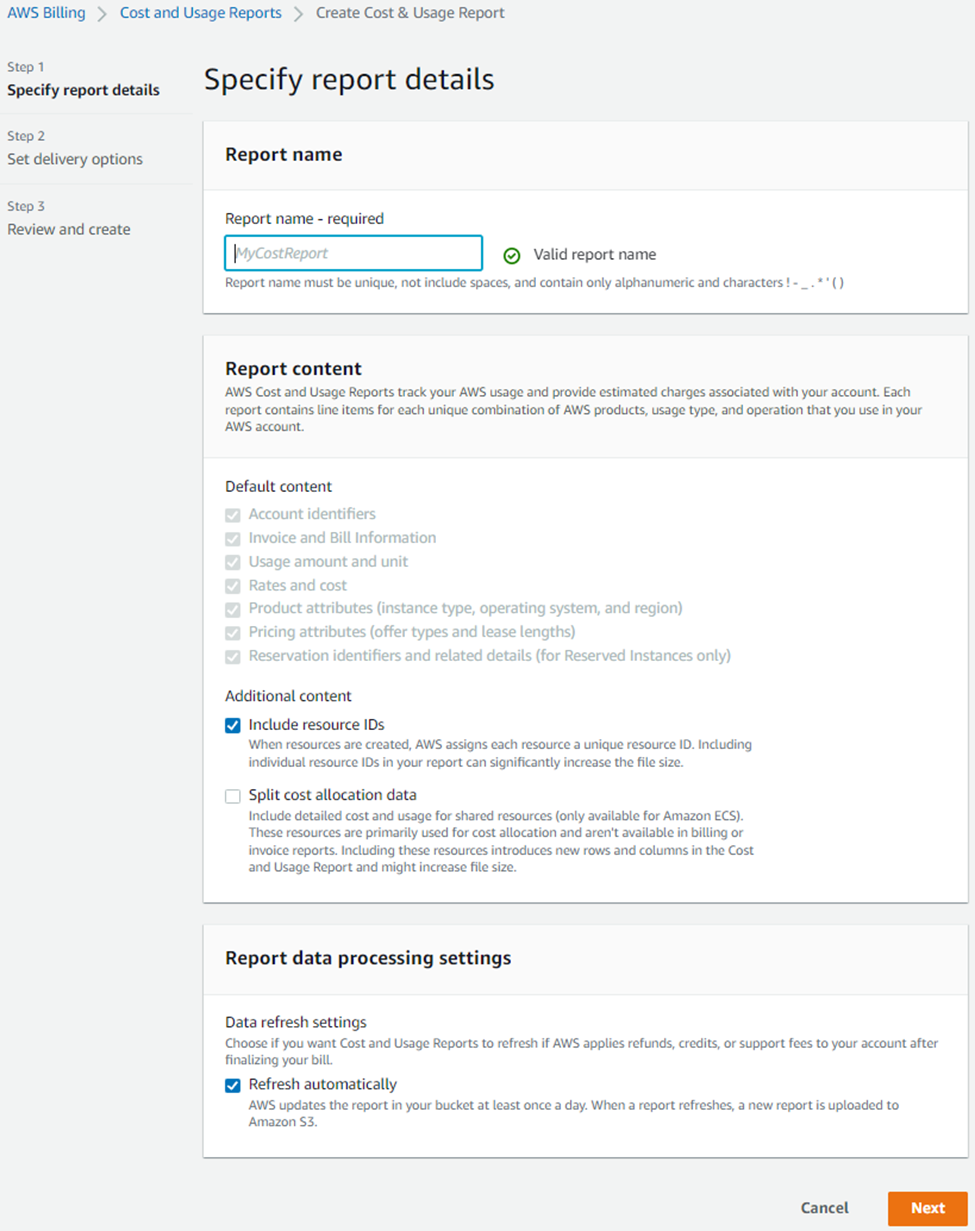 AWS Billing > Cost and Usage Reports > Create Cost & Usage Report
Step 1
Specify report details
Step 2
Set delivery options
Step 3
Review and create
Specify report details
Report name
Report name - required
MyCostReport
Valid report name
Report name must be unique, not include spaces, and contain only alphanumeric and characters ! - _ . * ' ( )
Report content
AWS Cost and Usage Reports track your AWS usage and provide estimated charges associated with your account. Each
report contains line items for each unique combination of AWS products, usage type, and operation that you use in your
AWS account.
Default content
Account identifiers
Invoice and Bill Information
Usage amount and unit
Rates and cost
Product attributes (instance type, operating system, and region)
Pricing attributes (offer types and lease lengths)
Reservation identifiers and related details (for Reserved Instances only)
Additional content
Include resource IDs
When resources are created, AWS assigns each resource a unique resource ID. Including
individual resource IDs in your report can significantly increase the file size.
Split cost allocation data
Include detailed cost and usage for shared resources (only available for Amazon ECS).
These resources are primarily used for cost allocation and aren't available in billing or
invoice reports. Including these resources introduces new rows and columns in the Cost
and Usage Report and might increase file size.
Report data processing settings
Data refresh settings
Choose if you want Cost and Usage Reports to refresh if AWS applies refunds, credits, or support fees to your account after
finalizing your bill.
Refresh automatically
AWS updates the report in your bucket at least once a day. When a report refreshes, a new report is uploaded to
Amazon S3.
Cancel
Next